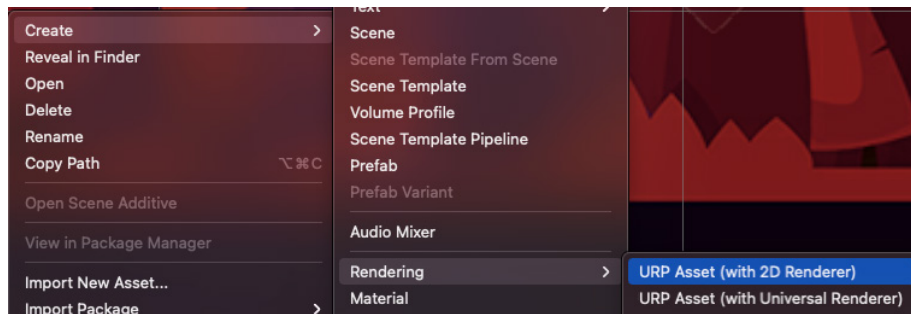 Create
Reveal in Finder
Open
Delete
Rename
Copy Path ⌥⌘C
Open Scene Additive
View in Package Manager
Import New Asset...
Import Package
Text
Scene
Scene Template From Scene
Scene Template
Volume Profile
Scene Template Pipeline
Prefab
Prefab Variant
Audio Mixer
Rendering
Material
URP Asset (with 2D Renderer)
URP Asset (with Universal Renderer)